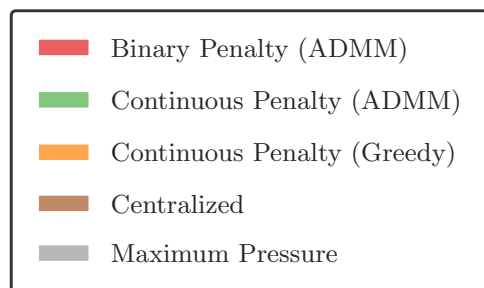 Binary Penalty (ADMM)
Continuous Penalty (ADMM)
Continuous Penalty (Greedy)
Centralized
Maximum Pressure